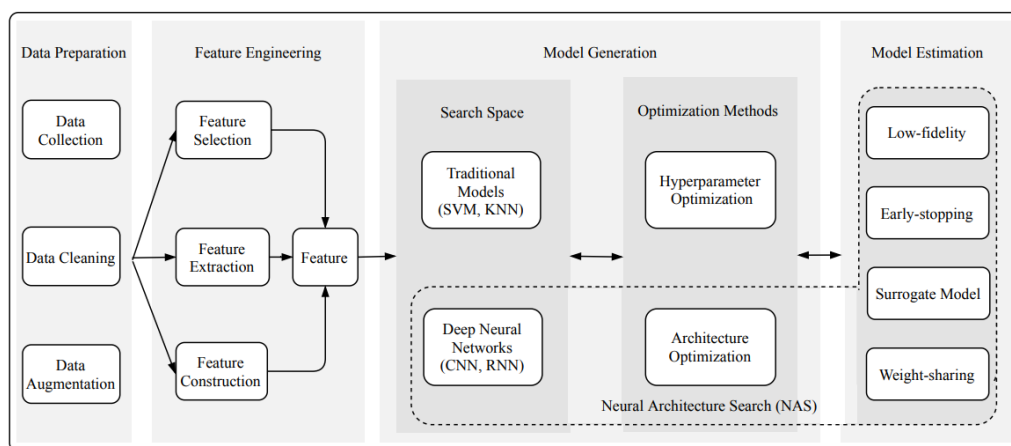 Data Preparation
Feature Engineering
Model Generation
Model Estimation
Data
Collection
Data Cleaning
Data
Augmentation
Feature
Selection
Feature
Extraction
Feature
Construction
Feature
Search Space
Traditional
Models
(SVM, KNN)
Deep Neural
Networks
(CNN, RNN)
Optimization Methods
Hyperparameter
Optimization
Architecture
Optimization
Neural Architecture Search (NAS)
Low-fidelity
Early-stopping
Surrogate Model
Weight-sharing